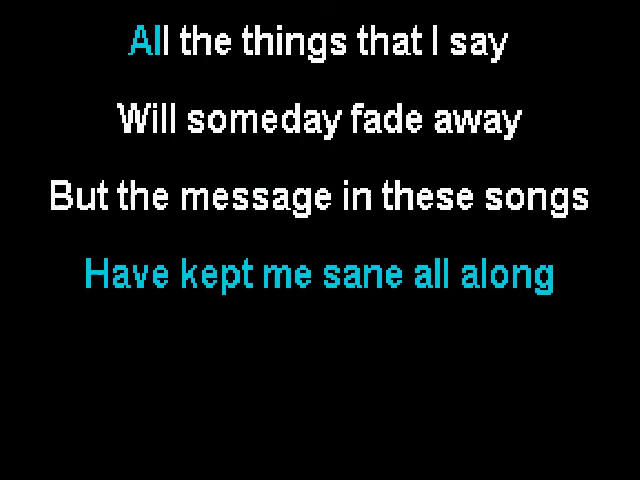 All the things that I say
Will someday fade away
But the message in these songs
Have kept me sane all along